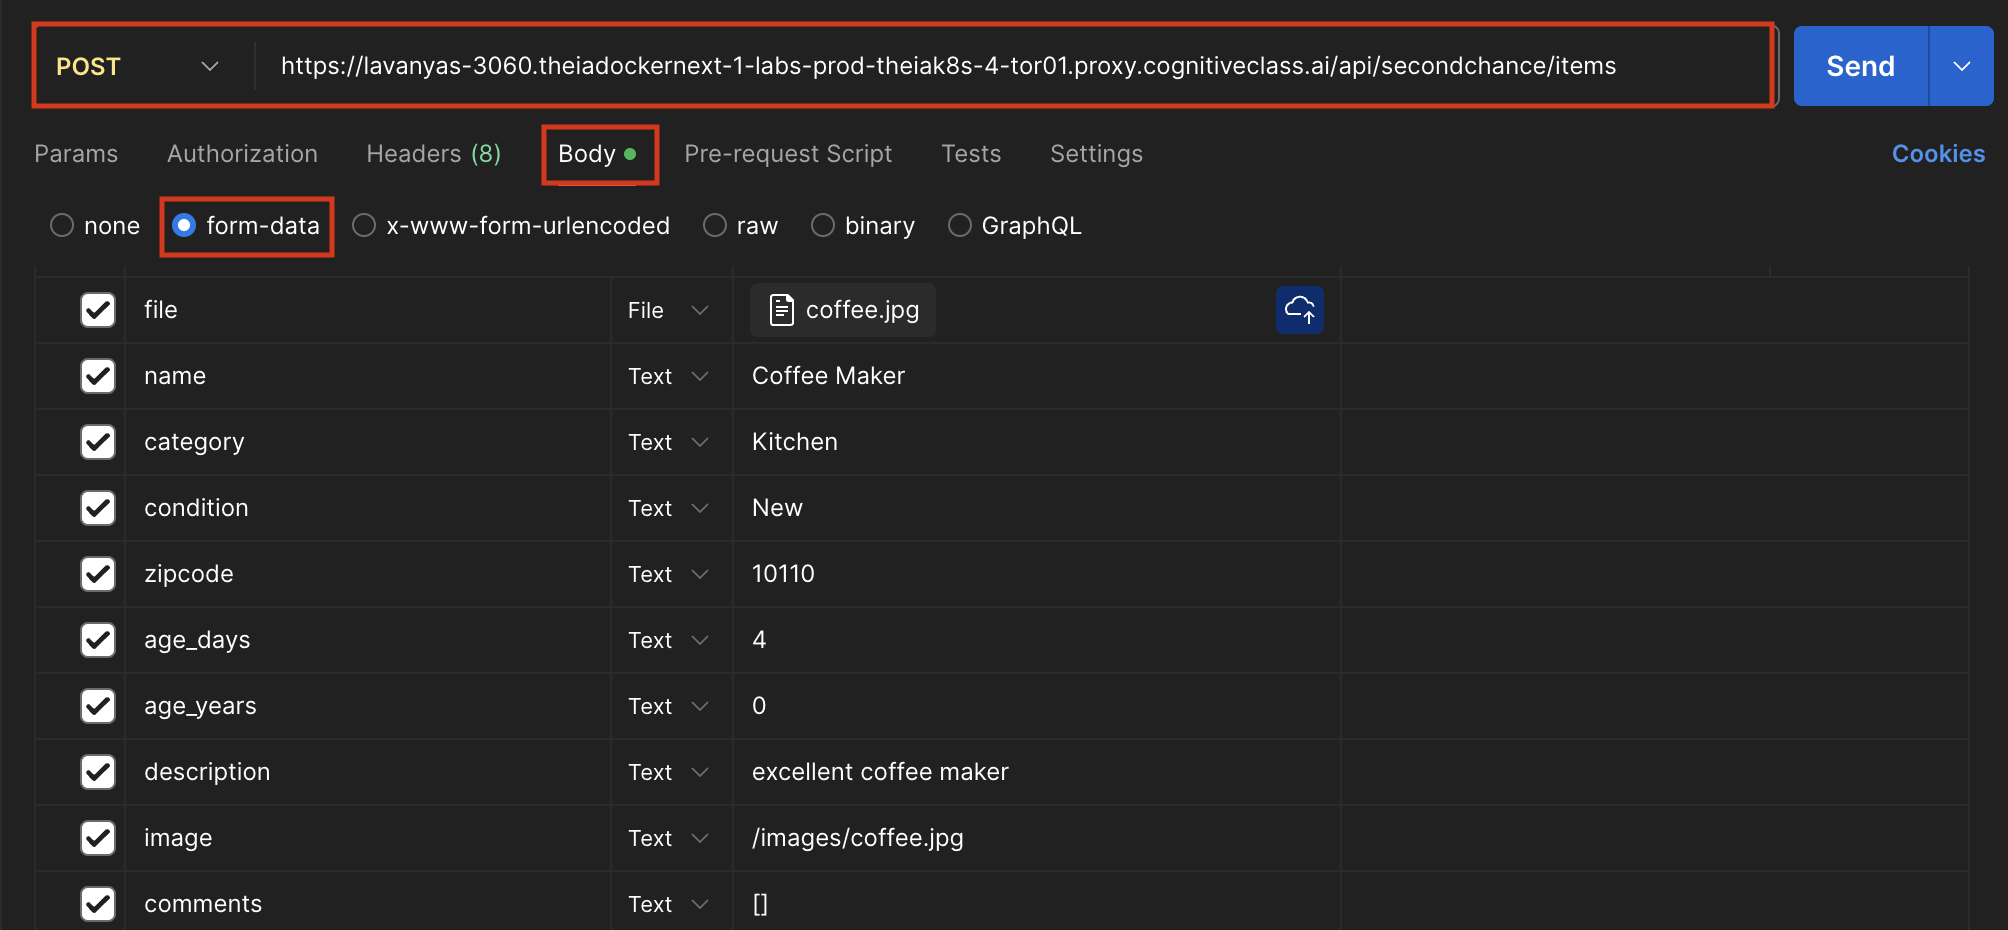 POST https://lavanyas-3060.theiadockernext-1-labs-prod-theiak8s-4-tor01.proxy.cognitiveclass.ai/api/secondchance/items Send
Params Authorization Headers (8) Body Pre-request Script Tests Settings Cookies
none form-data x-www-form-urlencoded raw binary GraphQL
file File coffee.jpg
name Text Coffee Maker
category Text Kitchen
condition Text New
zipcode Text 10110
age_days Text 4
age_years Text 0
description Text excellent coffee maker
image Text /images/coffee.jpg
comments Text []